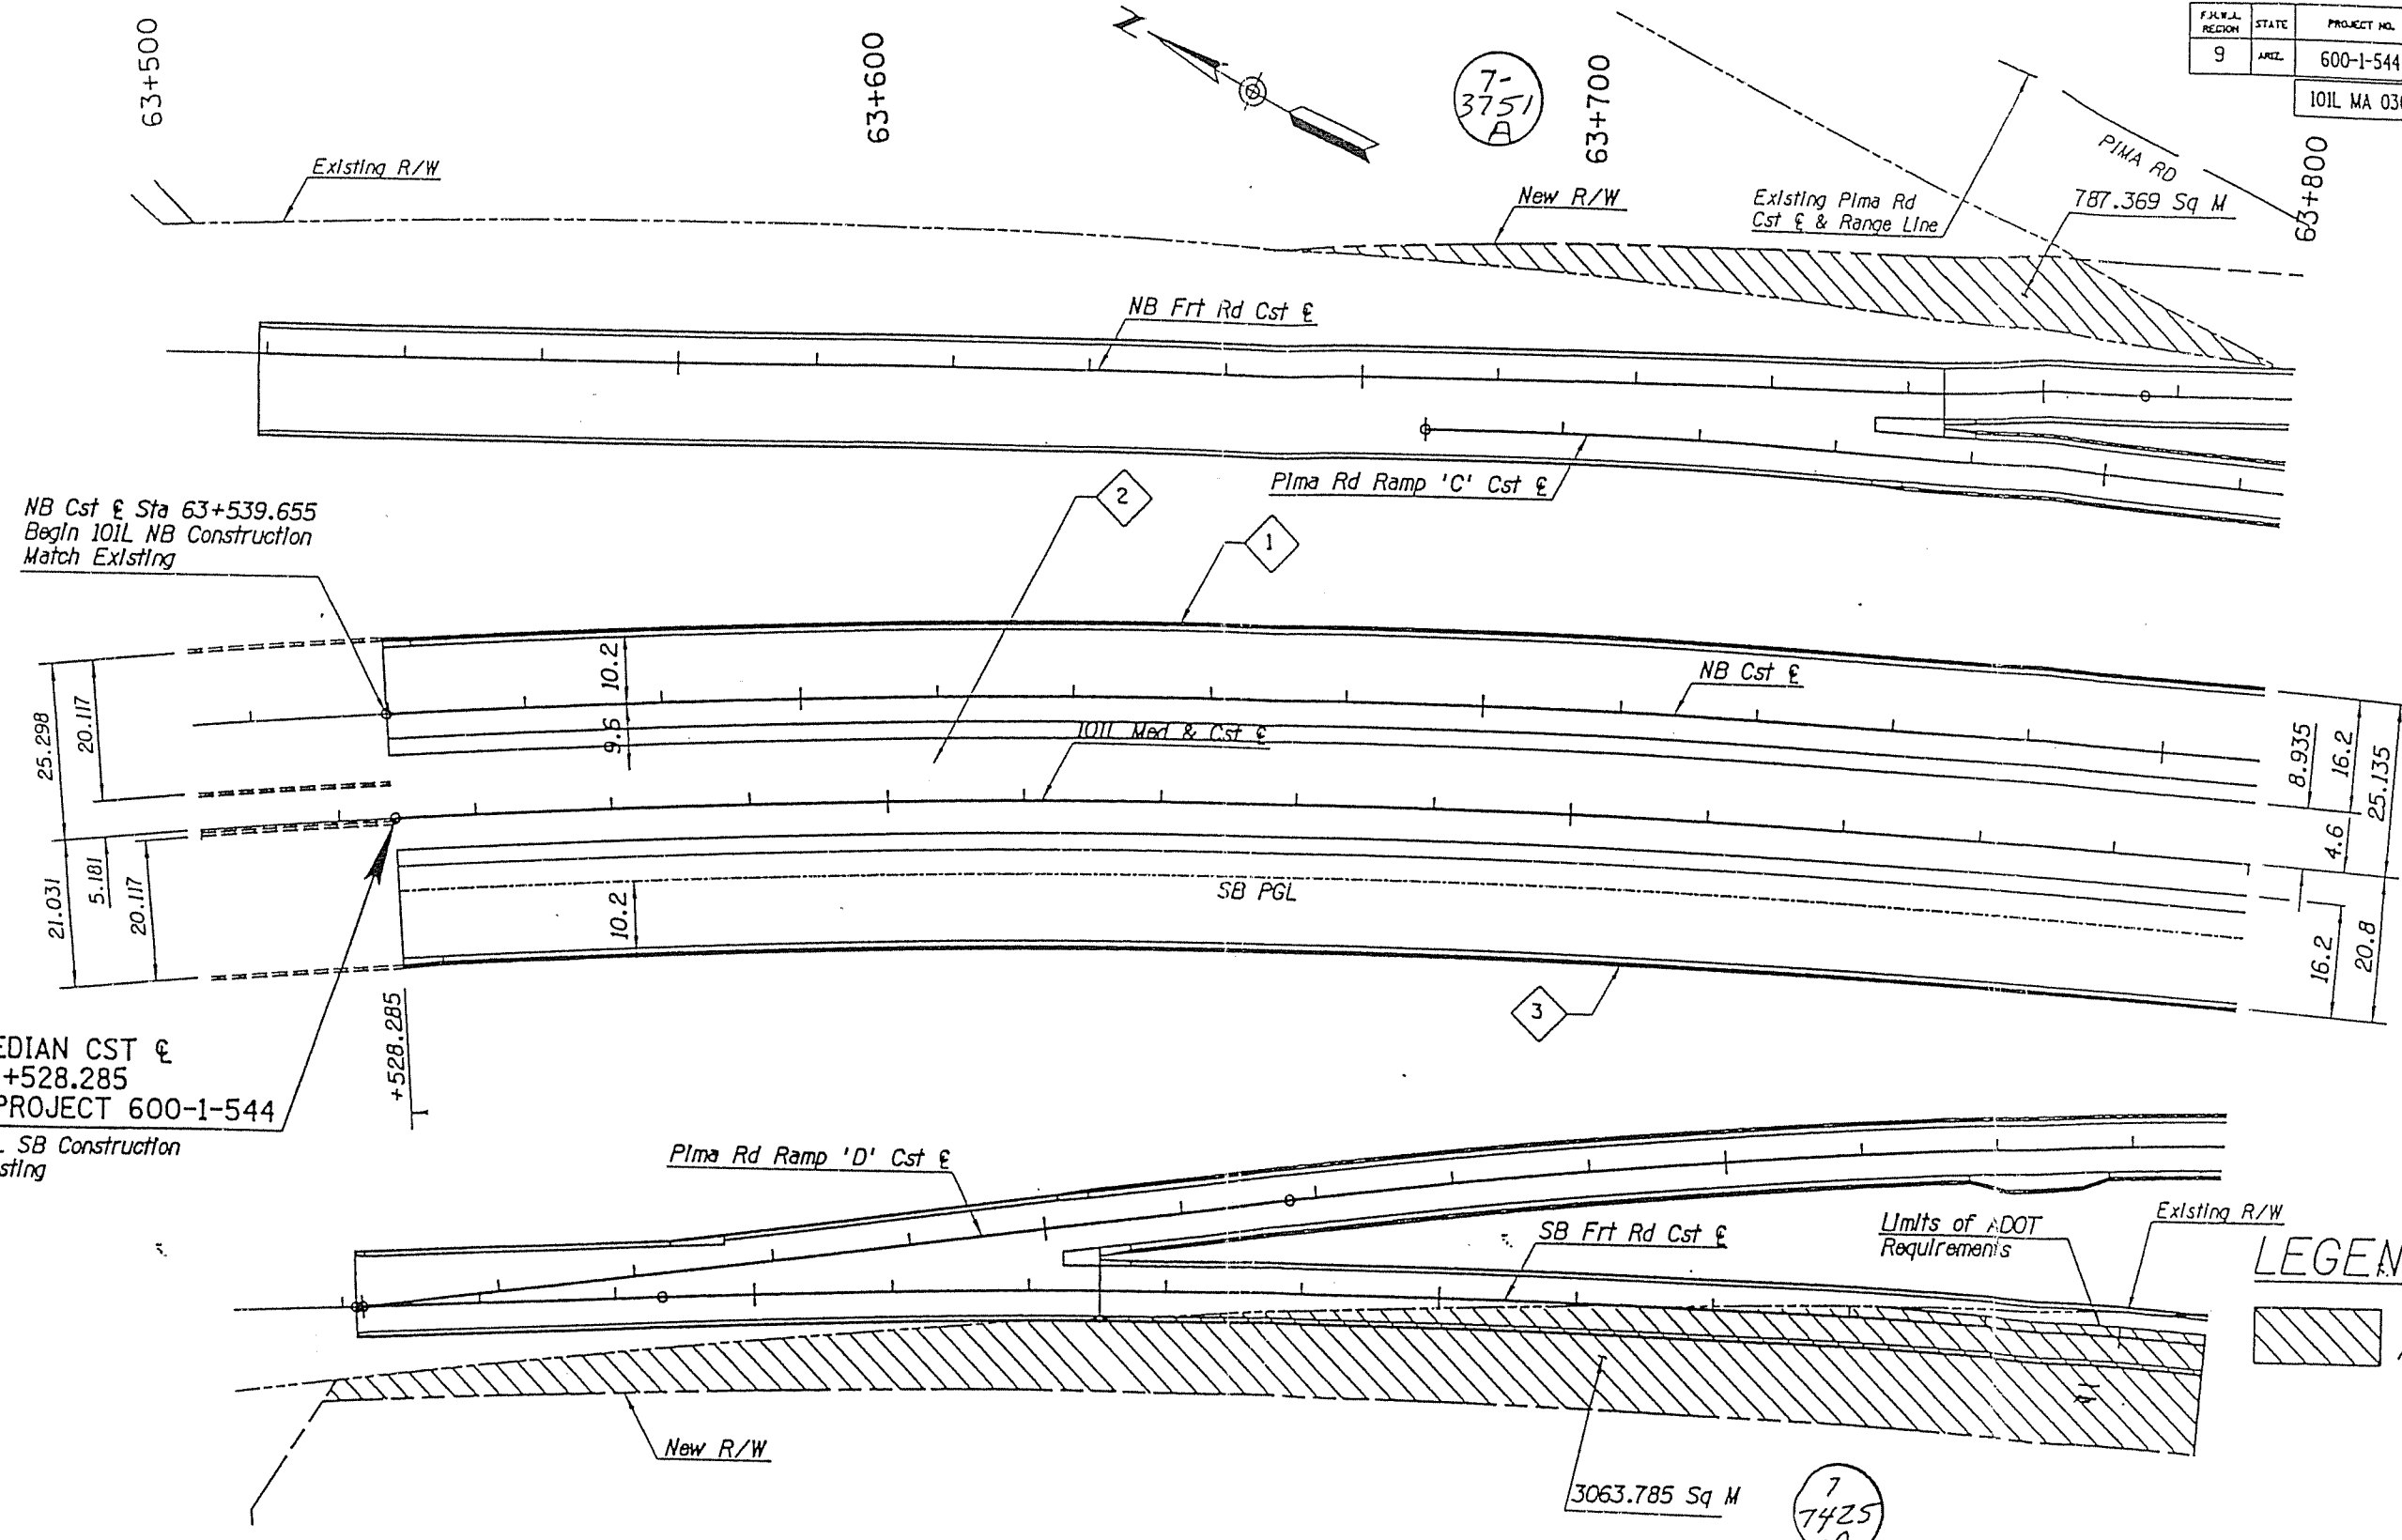 F.H.W.A. REGION
STATE
PROJECT NO.
9
ARIZ.
600-1-544
101L MA 03
63+500
63+600
63+700
63+800
N
7-
3751
A
Existing R/W
New R/W
Existing Pima Rd
Cst ℄ & Range Line
PIMA RD
787.369 Sq M
NB Frt Rd Cst ℄
Pima Rd Ramp 'C' Cst ℄
NB Cst ℄ Sta 63+539.655
Begin 101L NB Construction
Match Existing
2
1
10.2
9.6
NB Cst ℄
101L Med & Cst ℄
25.298
20.117
21.031
5.181
20.117
8.935
16.2
25.135
4.6
16.2
20.8
SB PGL
10.2
3
+528.285
EDIAN CST ℄
+528.285
PROJECT 600-1-544
L SB Construction
sting
Pima Rd Ramp 'D' Cst ℄
SB Frt Rd Cst ℄
Limits of ADOT
Requirements
Existing R/W
LEGEN
New R/W
3063.785 Sq M
7
7425